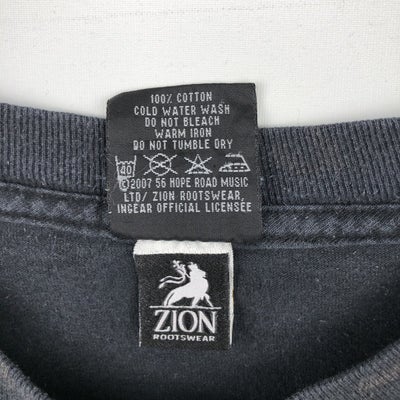 100% COTTON
COLD WATER WASH
DO NOT BLEACH
WARM IRON
DO NOT TUMBLE DRY
40
©2007 56 HOPE ROAD MUSIC
LTD/ ZION ROOTSWEAR,
INGEAR OFFICIAL LICENSEE
ZION
ROOTSWEAR